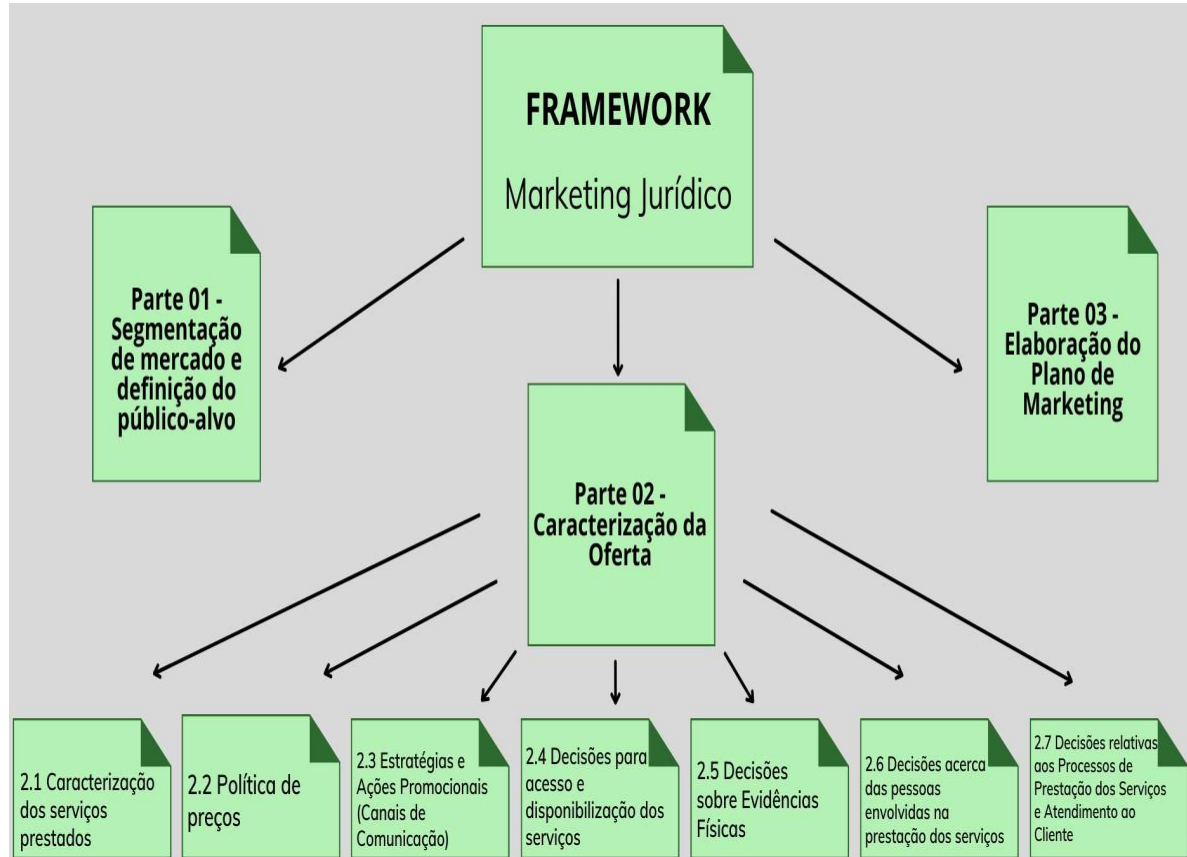 FRAMEWORK
Marketing Jurídico
Parte 01 -
Segmentação
de mercado e
definição do
público-alvo
Parte 03 -
Elaboração do
Plano de
Marketing
Parte 02 -
Caracterização da
Oferta
2.1 Caracterização
dos serviços
prestados
2.2 Política de
preços
2.3 Estratégias e
Ações Promocionais
(Canais de
Comunicação)
2.4 Decisões para
acesso e
disponibilização dos
serviços
2.5 Decisões
sobre Evidências
Físicas
2.6 Decisões acerca
das pessoas
envolvidas na
prestação dos serviços
2.7 Decisões relativas
aos Processos de
Prestação dos Serviços
e Atendimento ao
Cliente